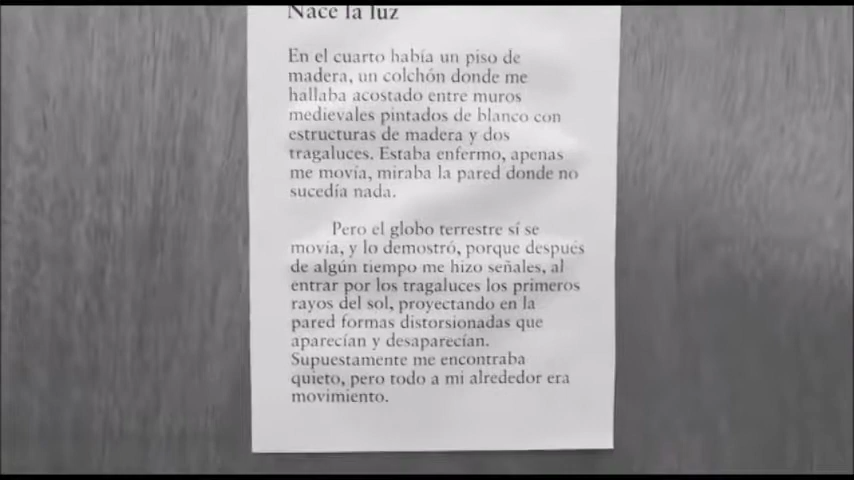 Nace la luz
En el cuarto había un piso de
madera, un colchón donde me
hallaba acostado entre muros
medievales pintados de blanco con
estructuras de madera y dos
tragaluces. Estaba enfermo, apenas
me movía, miraba la pared donde no
sucedía nada.
Pero el globo terrestre sí se
movía, y lo demostró, porque después
de algún tiempo me hizo señales, al
entrar por los tragaluces los primeros
rayos del sol, proyectando en la
pared formas distorsionadas que
aparecían y desaparecían.
Supuestamente me encontraba
quieto, pero todo a mi alrededor era
movimiento.